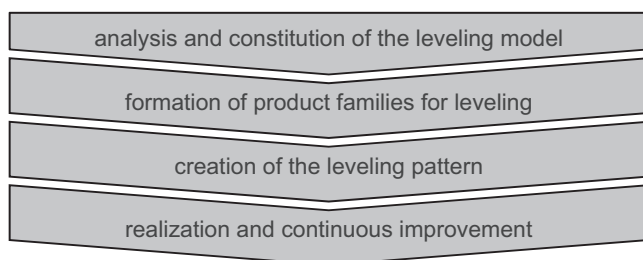 analysis and constitution of the leveling model
formation of product families for leveling
creation of the leveling pattern
realization and continuous improvement